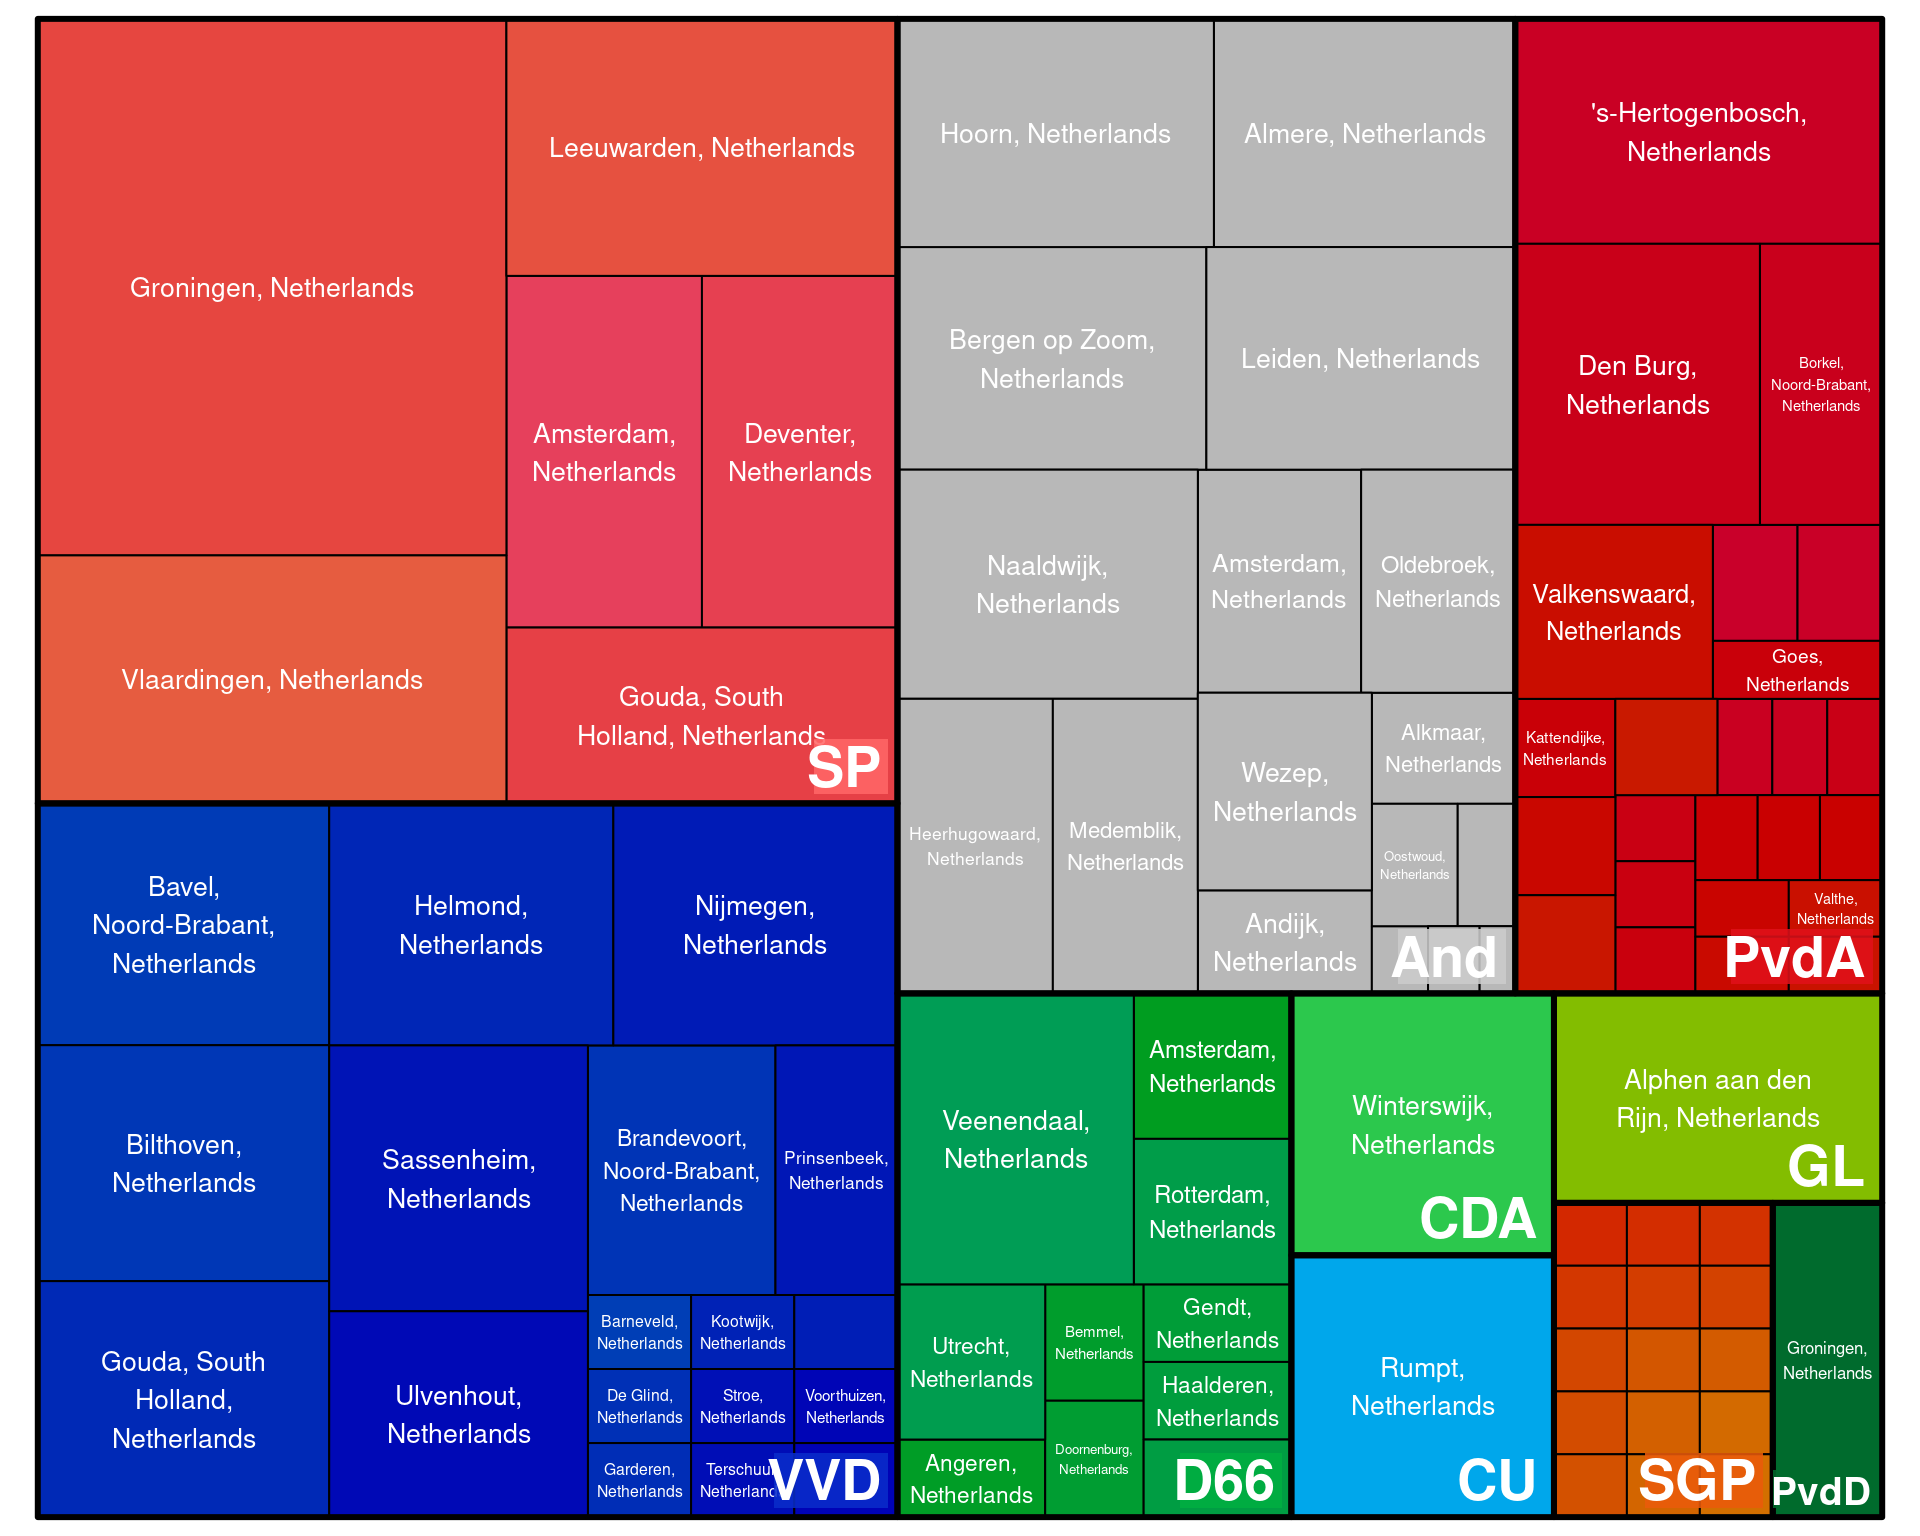 Groningen, Netherlands
Leeuwarden, Netherlands
Amsterdam,
Netherlands
Deventer,
Netherlands
Vlaardingen, Netherlands
Gouda, South
Holland, Netherlands
SP
Hoorn, Netherlands
Almere, Netherlands
Bergen op Zoom,
Netherlands
Leiden, Netherlands
Naaldwijk,
Netherlands
Amsterdam,
Netherlands
Oldebroek,
Netherlands
Heerhugowaard,
Netherlands
Medemblik,
Netherlands
Wezep,
Netherlands
Alkmaar,
Netherlands
Oostwoud,
Netherlands
Andijk,
Netherlands
And
's-Hertogenbosch,
Netherlands
Den Burg,
Netherlands
Borkel,
Noord-Brabant,
Netherlands
Valkenswaard,
Netherlands
Goes,
Netherlands
Kattendijke,
Netherlands
Valthe,
Netherlands
PvdA
Bavel,
Noord-Brabant,
Netherlands
Helmond,
Netherlands
Nijmegen,
Netherlands
Bilthoven,
Netherlands
Sassenheim,
Netherlands
Brandevoort,
Noord-Brabant,
Netherlands
Prinsenbeek,
Netherlands
Gouda, South
Holland,
Netherlands
Ulvenhout,
Netherlands
Barneveld,
Netherlands
Kootwijk,
Netherlands
De Glind,
Netherlands
Stroe,
Netherlands
Voorthuizen,
Netherlands
Garderen,
Netherlands
Terschuur
Netherland
VVD
Veenendaal,
Netherlands
Amsterdam,
Netherlands
Rotterdam,
Netherlands
Utrecht,
Netherlands
Bemmel,
Netherlands
Gendt,
Netherlands
Haalderen,
Netherlands
Angeren,
Netherlands
Doornenburg,
Netherlands
D66
Winterswijk,
Netherlands
CDA
Rumpt,
Netherlands
CU
Alphen aan den
Rijn, Netherlands
GL
SGP
Groningen,
Netherlands
PvdD